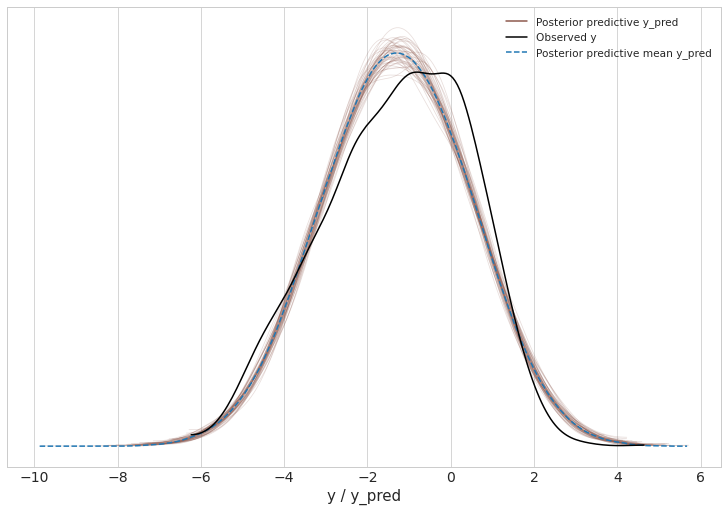 Posterior predictive y_pred
Observed y
Posterior predictive mean y_pred
−10 −8 −6 −4 −2 0 2 4 6
y / y_pred